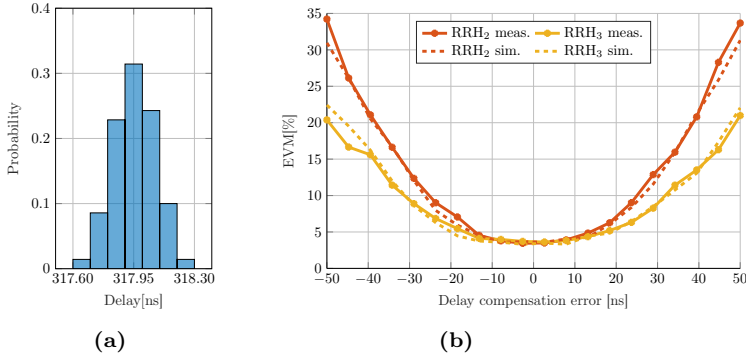 0.4
0.3
0.2
0.1
0
Probability
317.60 317.95 318.30
Delay[ns]
(a)
35
30
25
20
15
10
5
0
EVM[%]
RRH2 meas. RRH3 meas.
RRH2 sim. RRH3 sim.
−50 −40 −30 −20 −10 0 10 20 30 40 50
Delay compensation error [ns]
(b)